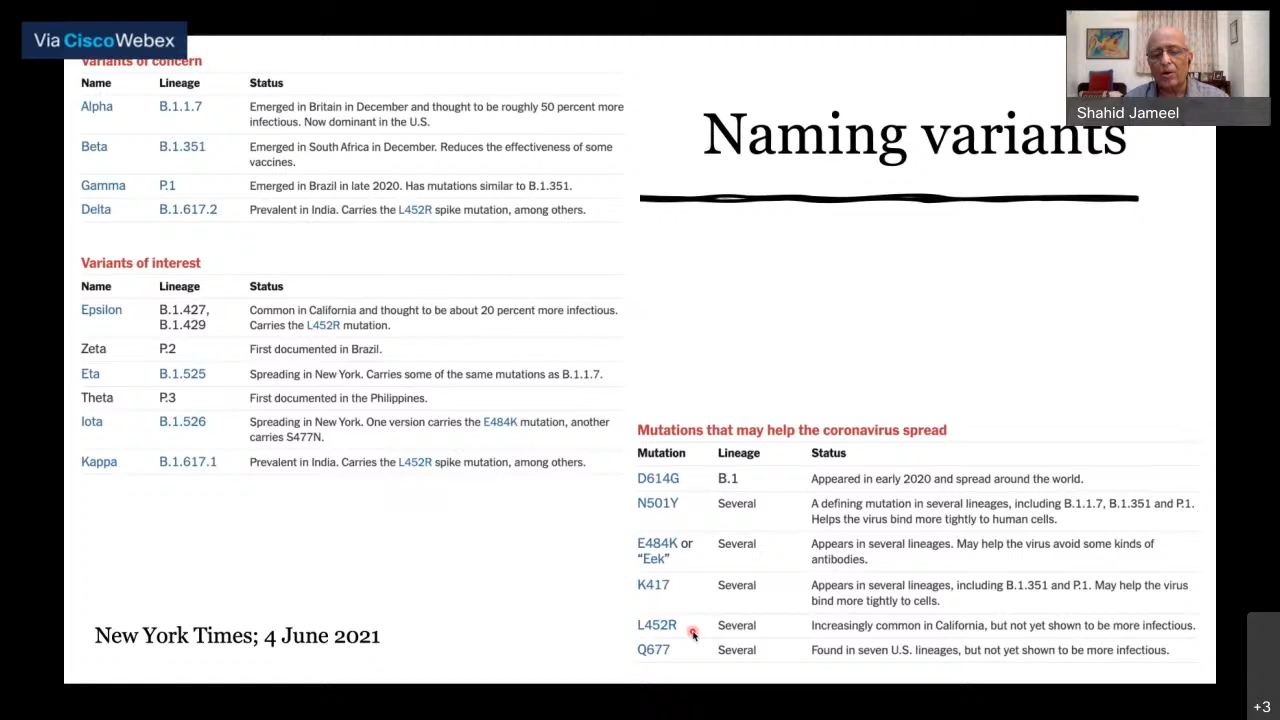 Via Cisco Webex
Variants of concern
Name Lineage Status
Alpha B.1.1.7 Emerged in Britain in December and thought to be roughly 50 percent more
infectious. Now dominant in the U.S.
Beta B.1.351 Emerged in South Africa in December. Reduces the effectiveness of some
vaccines.
Gamma P.1 Emerged in Brazil in late 2020. Has mutations similar to B.1.351.
Delta B.1.617.2 Prevalent in India. Carries the L452R spike mutation, among others.
Variants of interest
Name Lineage Status
Epsilon B.1.427, Common in California and thought to be about 20 percent more infectious.
B.1.429 Carries the L452R mutation.
Zeta P.2 First documented in Brazil.
Eta B.1.525 Spreading in New York. Carries some of the same mutations as B.1.1.7.
Theta P.3 First documented in the Philippines.
Iota B.1.526 Spreading in New York. One version carries the E484K mutation, another
carries S477N.
Kappa B.1.617.1 Prevalent in India. Carries the L452R spike mutation, among others.
New York Times; 4 June 2021
Shahid Jameel
Naming variants
Mutations that may help the coronavirus spread
Mutation Lineage Status
D614G B.1 Appeared in early 2020 and spread around the world.
N501Y Several A defining mutation in several lineages, including B.1.1.7, B.1.351 and P.1.
Helps the virus bind more tightly to human cells.
E484K or Several Appears in several lineages. May help the virus avoid some kinds of
“Eek” antibodies.
K417 Several Appears in several lineages, including B.1.351 and P.1. May help the virus
bind more tightly to cells.
L452R Several Increasingly common in California, but not yet shown to be more infectious.
Q677 Several Found in seven U.S. lineages, but not yet shown to be more infectious.
+3